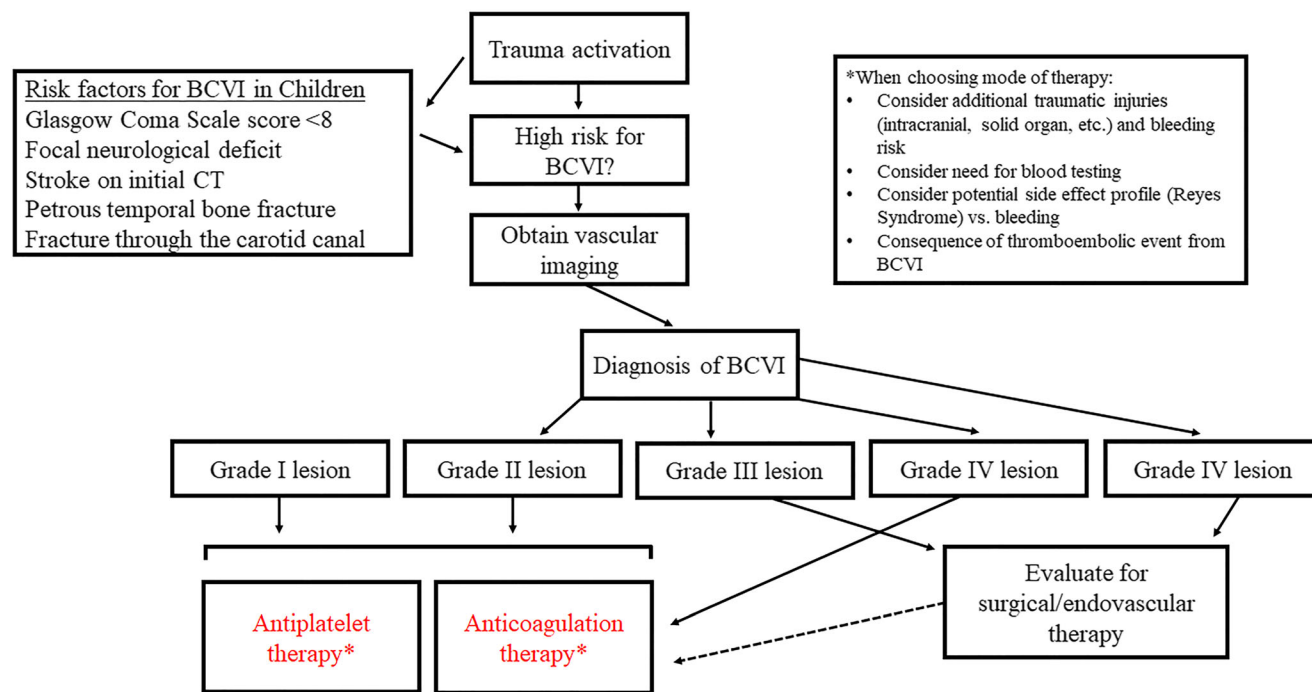 Trauma activation
Risk factors for BCVI in Children
Glasgow Coma Scale score <8
Focal neurological deficit
Stroke on initial CT
Petrous temporal bone fracture
Fracture through the carotid canal
High risk for
BCVI?
Obtain vascular
imaging
*When choosing mode of therapy:
• Consider additional traumatic injuries
(intracranial, solid organ, etc.) and bleeding
risk
• Consider need for blood testing
• Consider potential side effect profile (Reyes
Syndrome) vs. bleeding
• Consequence of thromboembolic event from
BCVI
Diagnosis of BCVI
Grade I lesion
Grade II lesion
Grade III lesion
Grade IV lesion
Grade IV lesion
Antiplatelet
therapy*
Anticoagulation
therapy*
Evaluate for
surgical/endovascular
therapy